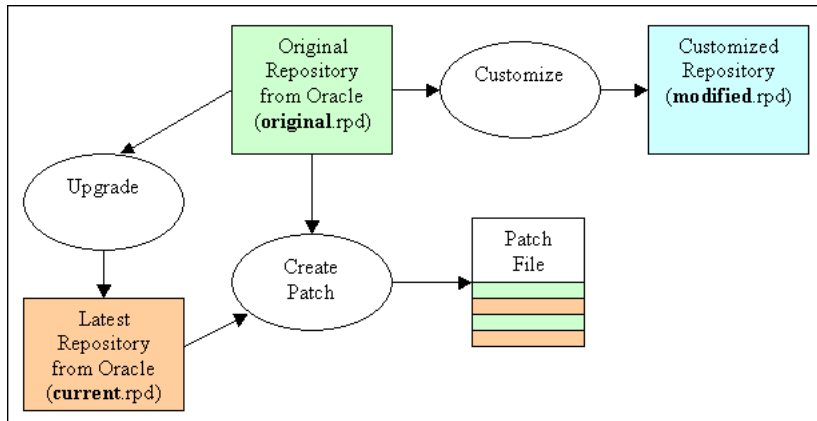 Original
Repository
from Oracle
(original.rpd)
Customize
Customized
Repository
(modified.rpd)
Upgrade
Create
Patch
Patch
File
Latest
Repository
from Oracle
(current.rpd)